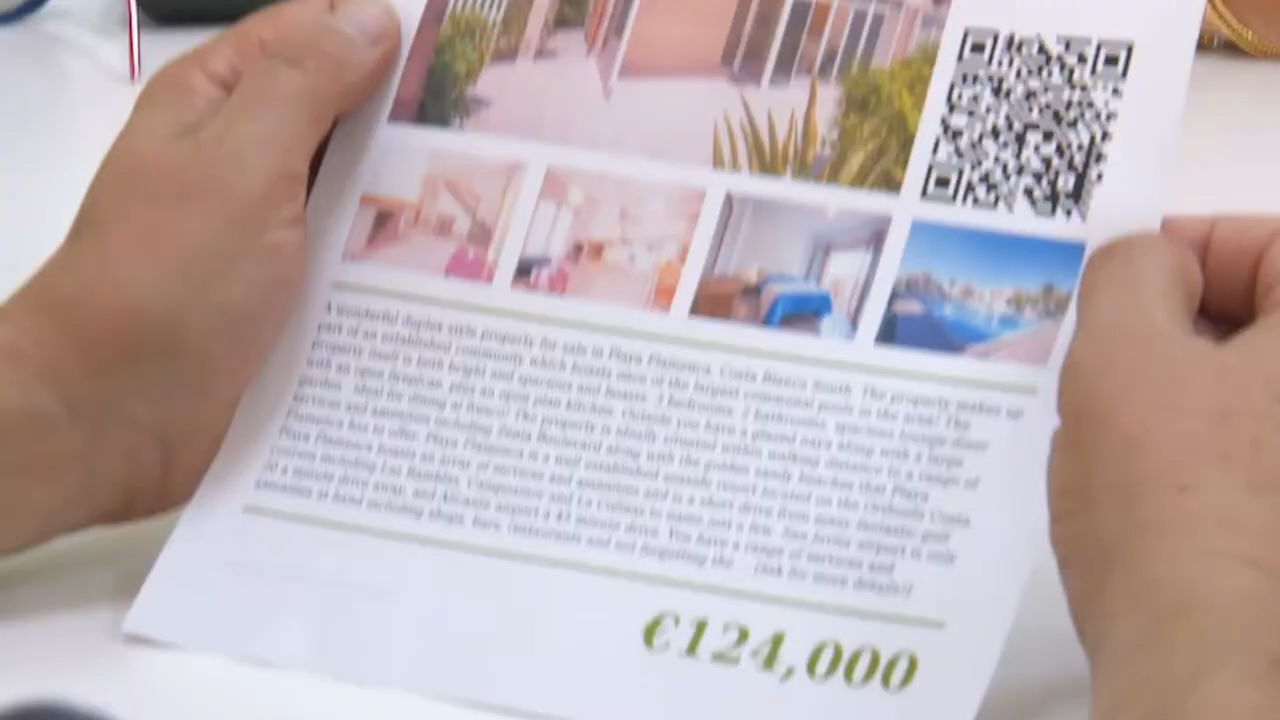 A wonderful duplex style property for sale in Playa Flamenca, Costa Blanca South. The property makes up
part of an established community which boasts once of the largest communal pools in the area! The
property itself is both bright and spacious and boasts 3 bedrooms, 2 bathrooms, spacious lounge diner
with an open fireplace, plus an open plan kitchen. Outside you have a placed along with a large
garden - ideal for dining al fresco! The property is ideally situated within walking distance to a range of
services and amenities including Zenia Boulevard along with the golden sandy beaches that Playa
Flamenca has to offer. Playa Flamenca is a well established seaside resort located on the Orihuela Costa.
Playa Flamenca boasts an array of services and amenities and is a short drive from some fantastic golf
courses including Las Ramblas, Campoamor and La to name just a few. San Javier airport is only
a minute drive away, and Alicante airport a 45 minute drive. You have a range of services and
amenities at hand including shops, bars, restaurants and not forgetting the (ask for more details!)
€124,000